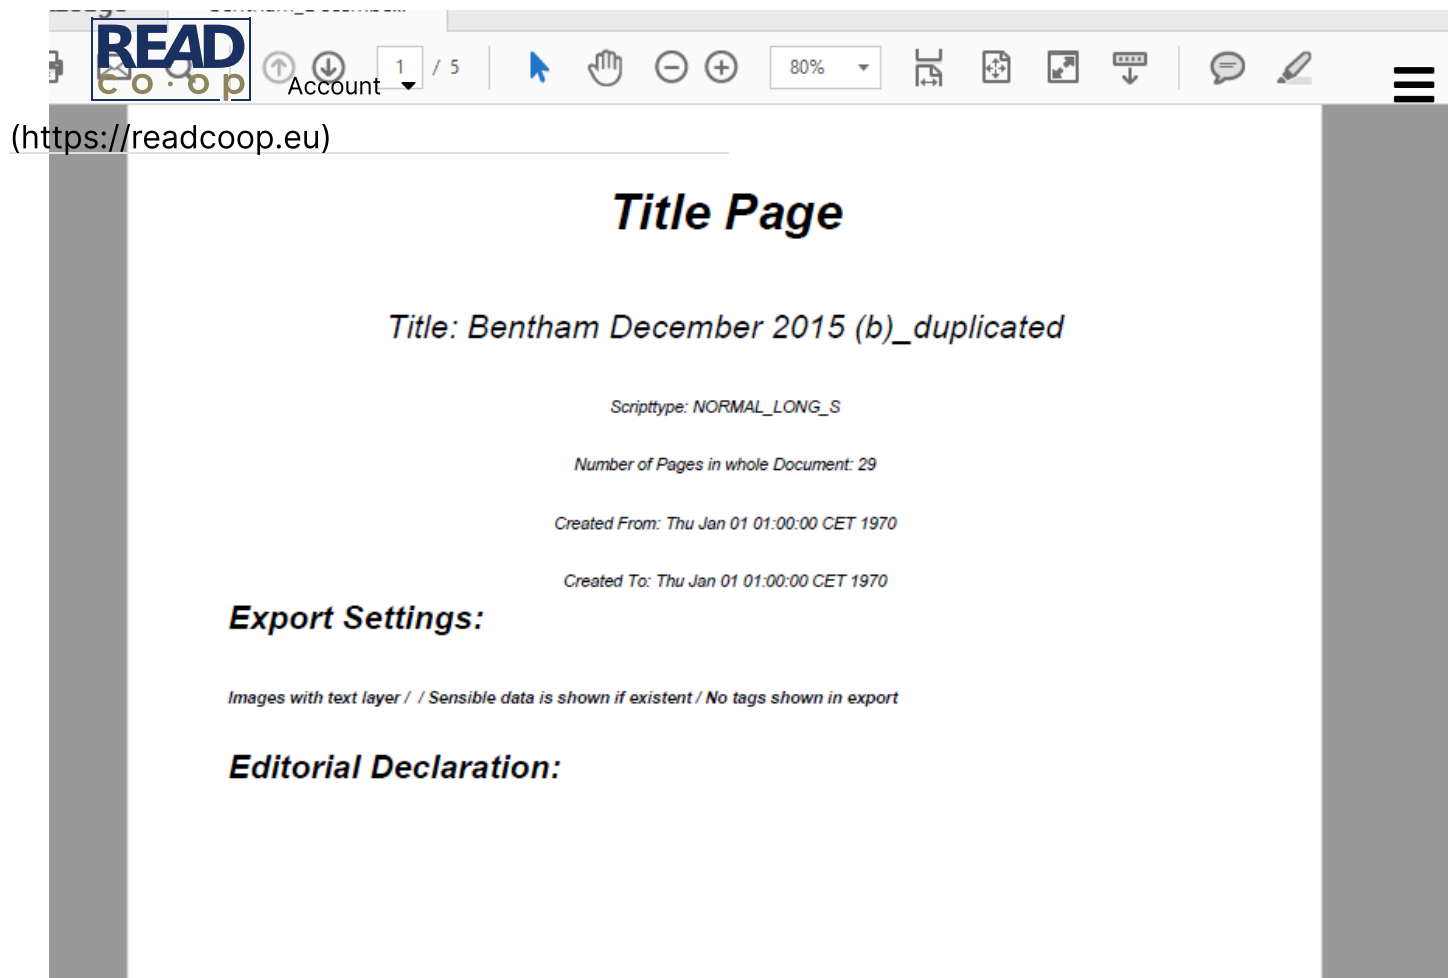 READ
co·op
1 / 5
80%
Account
(https://readcoop.eu)
Title Page
Title: Bentham December 2015 (b)_duplicated
Scripttype: NORMAL_LONG_S
Number of Pages in whole Document: 29
Created From: Thu Jan 01 01:00:00 CET 1970
Created To: Thu Jan 01 01:00:00 CET 1970
Export Settings:
Images with text layer / / Sensible data is shown if existent / No tags shown in export
Editorial Declaration: